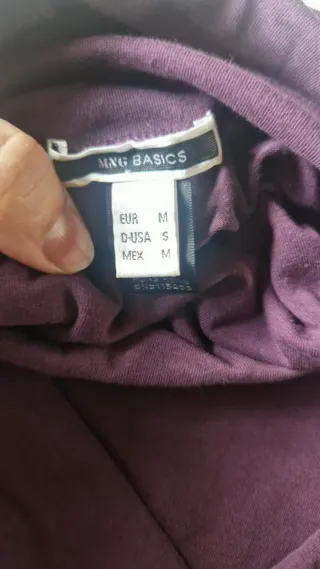 MNG BASICS
EUR M
D-USA S
MEX M